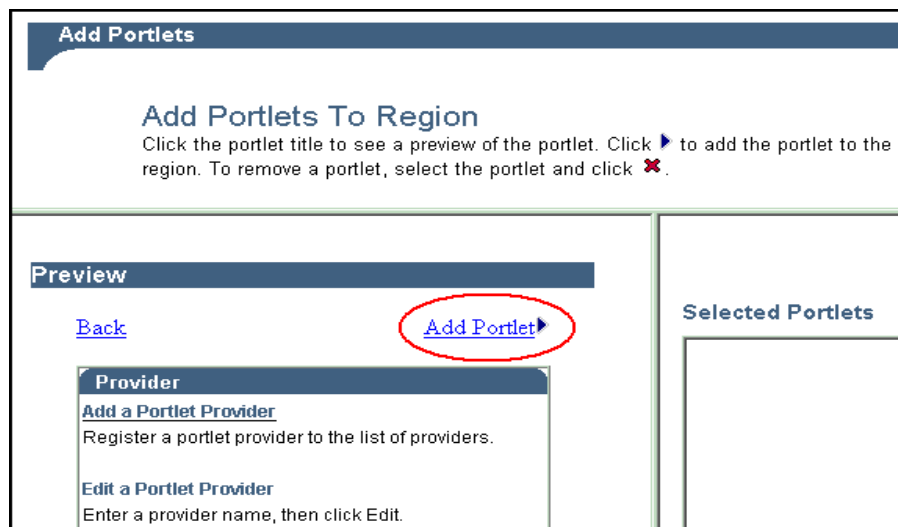 Add Portlets
Add Portlets To Region
Click the portlet title to see a preview of the portlet. Click to add the portlet to the
region. To remove a portlet, select the portlet and click .
Preview
Back
Add Portlet
Selected Portlets
Provider
Add a Portlet Provider
Register a portlet provider to the list of providers.
Edit a Portlet Provider
Enter a provider name, then click Edit.